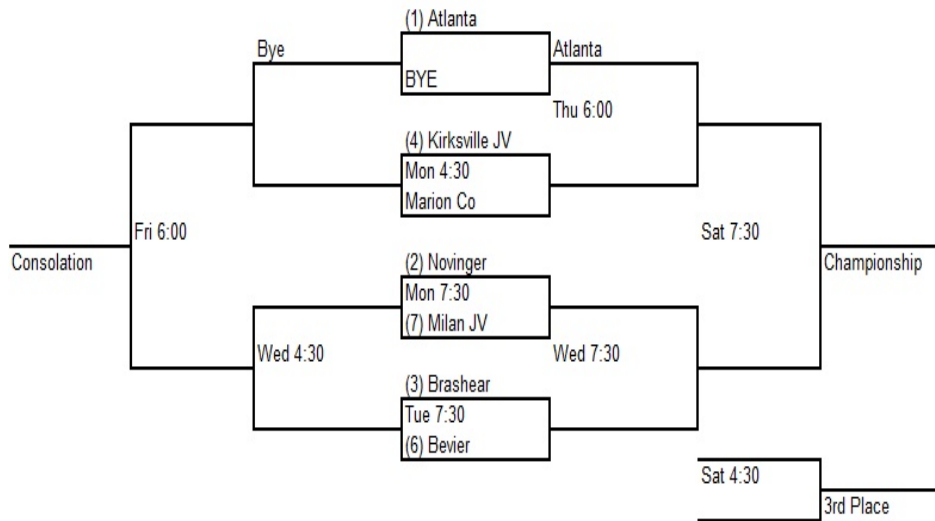 (1) Atlanta
Bye
Atlanta
BYE
Thu 6:00
(4) Kirksville JV
Mon 4:30
Marion Co
Fri 6:00
Sat 7:30
Consolation
(2) Novinger
Championship
Mon 7:30
(7) Milan JV
Wed 4:30
Wed 7:30
(3) Brashear
Tue 7:30
(6) Bevier
Sat 4:30
3rd Place